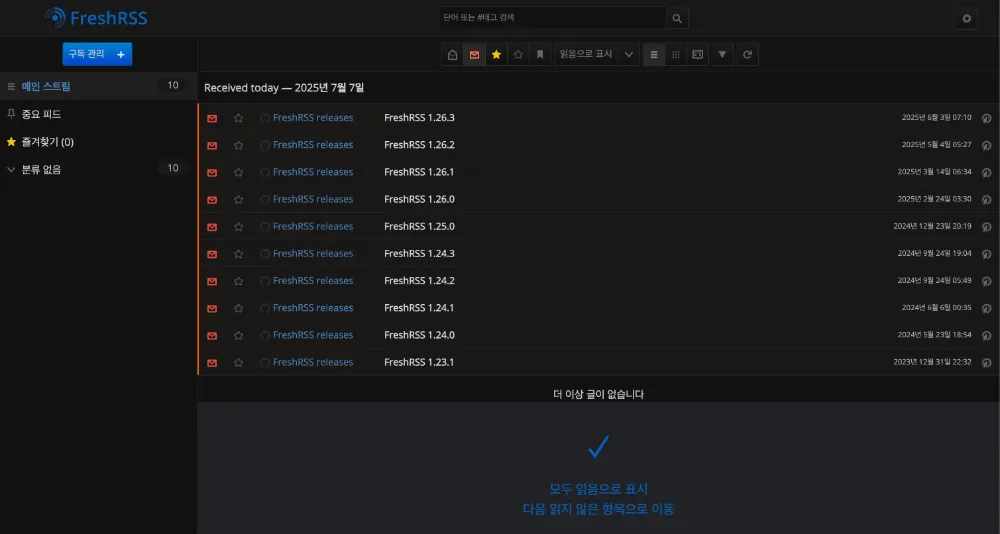 FreshRSS
단어 또는 #태그 검색
구독 관리 +
읽음으로 표시
메인 스트림 10
중요 피드
즐겨찾기 (0)
분류 없음 10
Received today — 2025년 7월 7일
FreshRSS releases FreshRSS 1.26.3 2025년 6월 3일 07:10
FreshRSS releases FreshRSS 1.26.2 2025년 5월 4일 05:27
FreshRSS releases FreshRSS 1.26.1 2025년 3월 14일 06:34
FreshRSS releases FreshRSS 1.26.0 2025년 2월 24일 03:30
FreshRSS releases FreshRSS 1.25.0 2024년 12월 23일 20:19
FreshRSS releases FreshRSS 1.24.3 2024년 9월 24일 19:04
FreshRSS releases FreshRSS 1.24.2 2024년 9월 24일 05:49
FreshRSS releases FreshRSS 1.24.1 2024년 6월 6일 00:35
FreshRSS releases FreshRSS 1.24.0 2024년 5월 23일 18:54
FreshRSS releases FreshRSS 1.23.1 2023년 12월 31일 22:32
더 이상 글이 없습니다
모두 읽음으로 표시
다음 읽지 않은 항목으로 이동